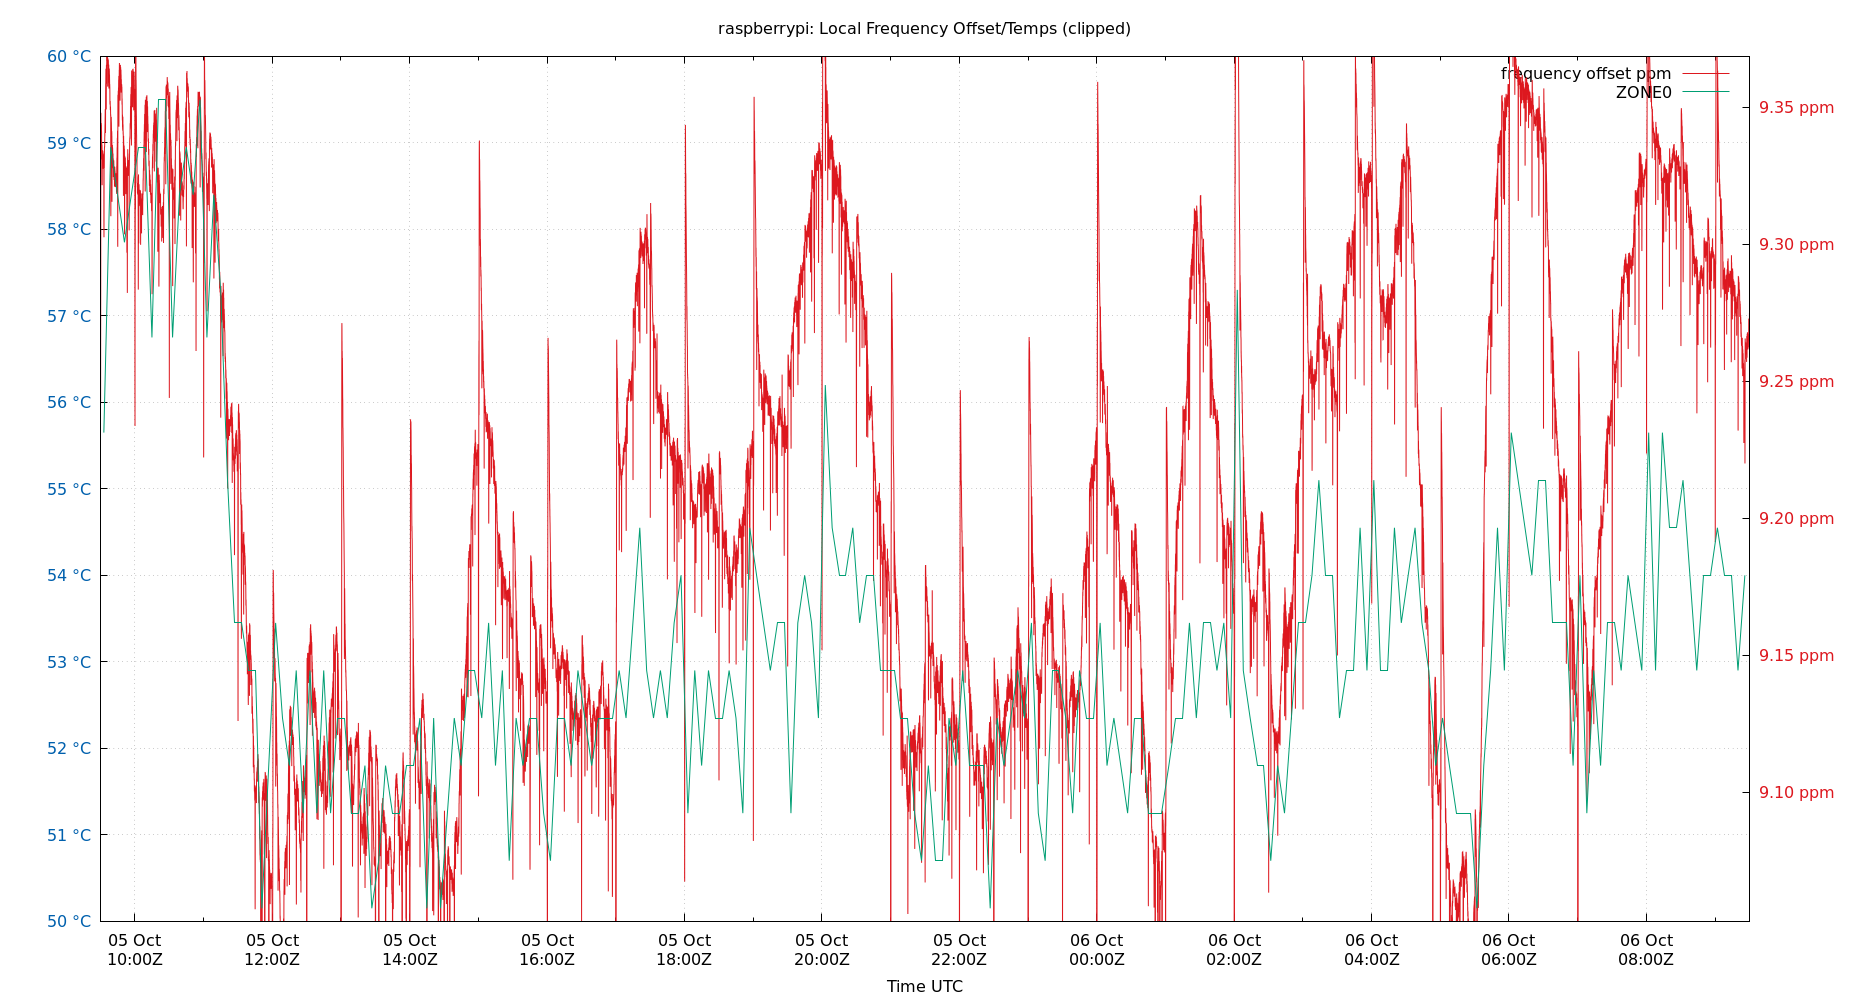 raspberrypi: Local Frequency Offset/Temps (clipped)
frequency offset ppm
ZONE0
60 °C
59 °C
58 °C
57 °C
56 °C
55 °C
54 °C
53 °C
52 °C
51 °C
50 °C
9.35 ppm
9.30 ppm
9.25 ppm
9.20 ppm
9.15 ppm
9.10 ppm
05 Oct 05 Oct 05 Oct 05 Oct 05 Oct 05 Oct 05 Oct 06 Oct 06 Oct 06 Oct 06 Oct 06 Oct
10:00Z 12:00Z 14:00Z 16:00Z 18:00Z 20:00Z 22:00Z 00:00Z 02:00Z 04:00Z 06:00Z 08:00Z
Time UTC